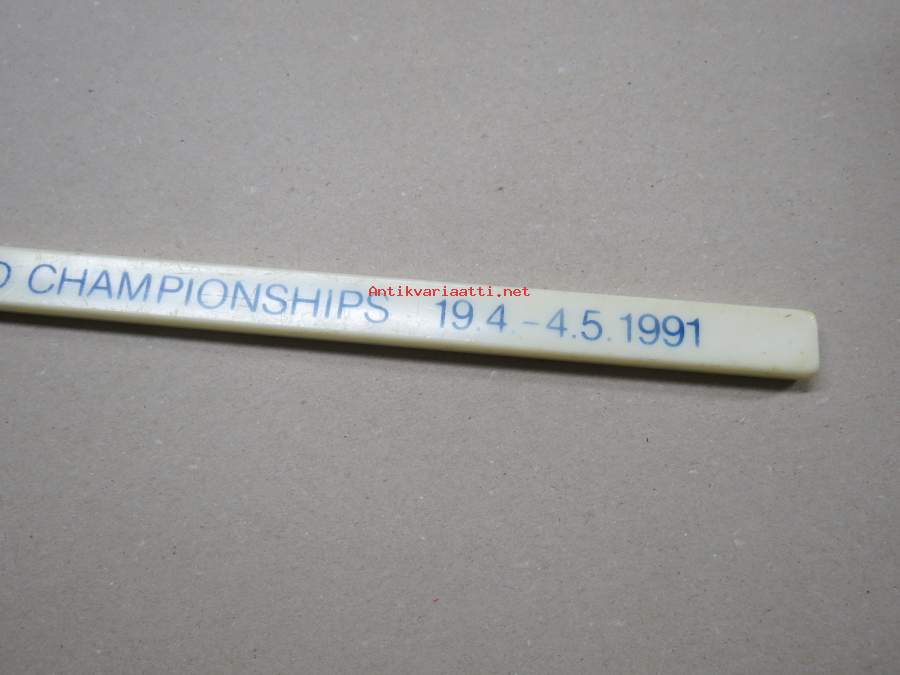 D CHAMPIONSHIPS 19.4.-4.5.1991
Antikvariaatti.net